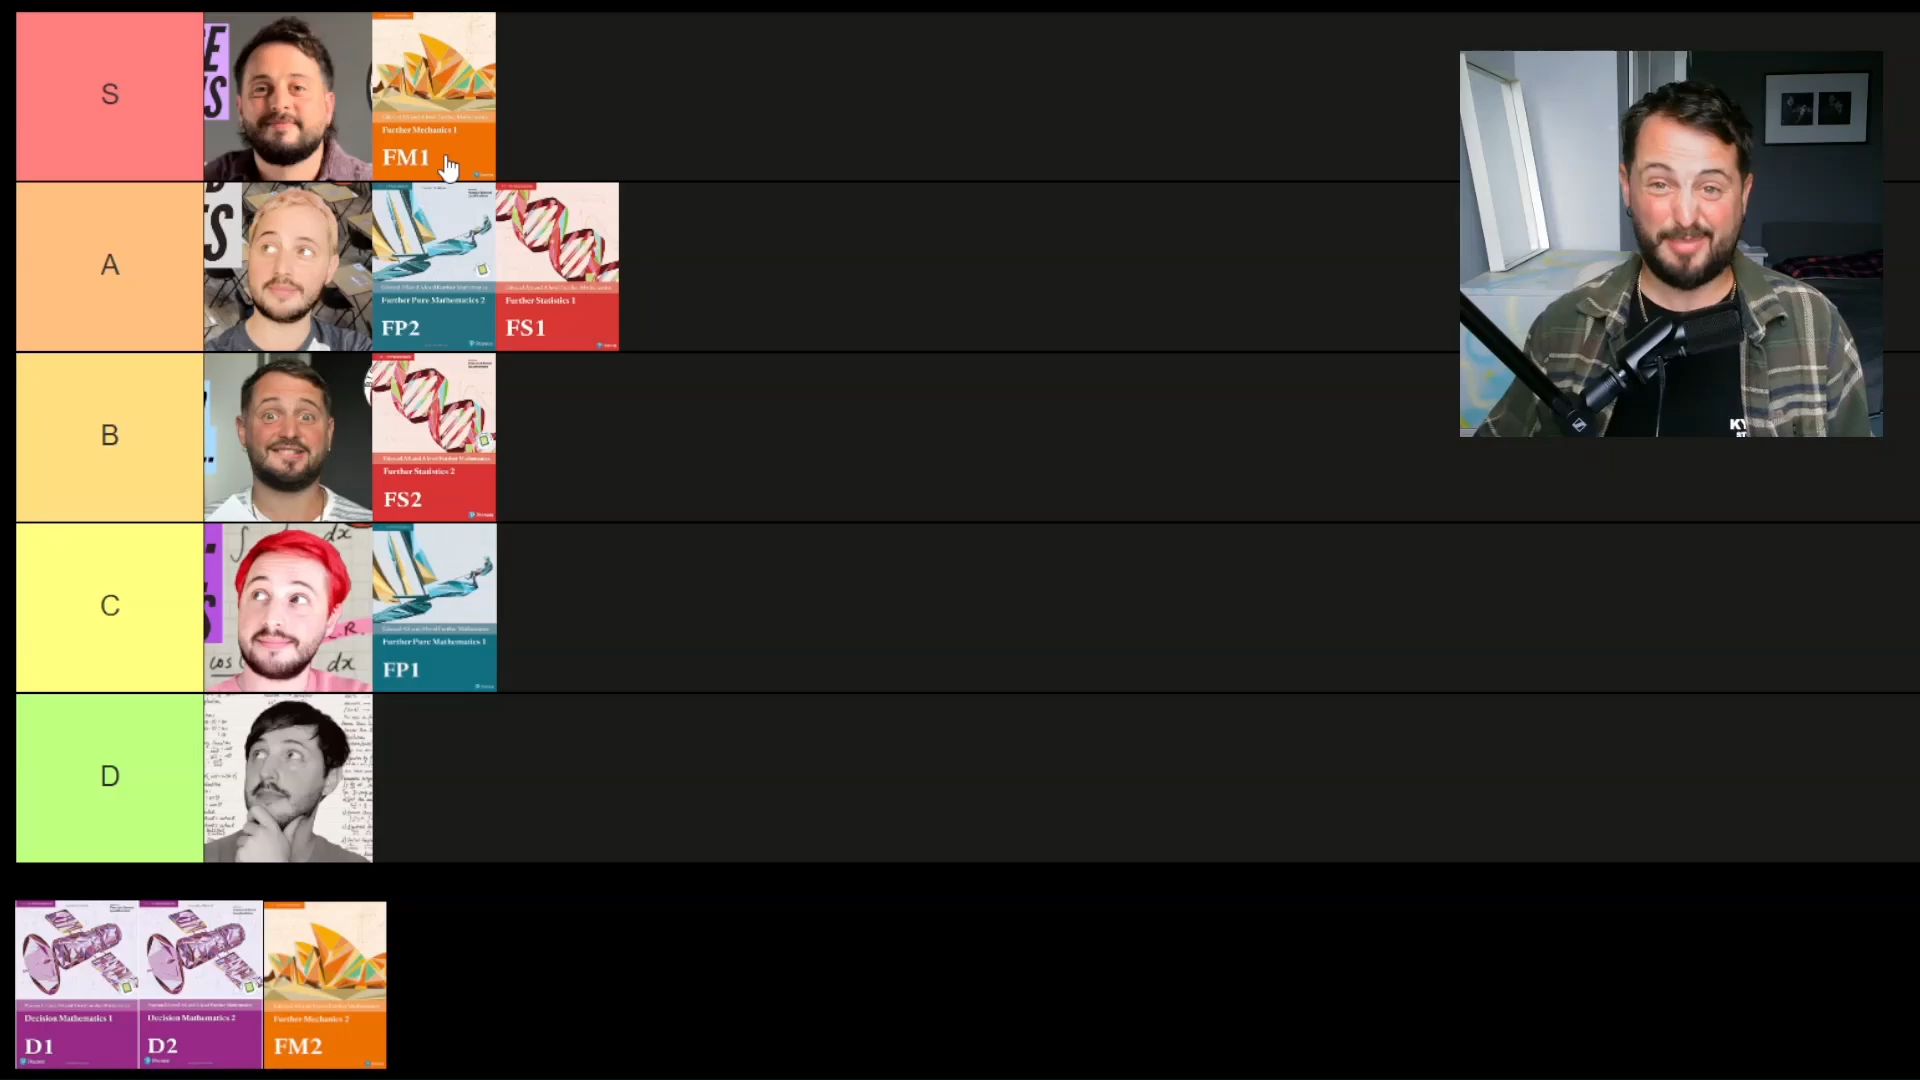 S
Further Mechanics 1
FM1
A
Further Pure Mathematics 2
FP2
Further Statistics 1
FS1
B
Further Statistics 2
FS2
C
dx
cos
dx
Further Pure Mathematics 1
FP1
D
Decision Mathematics 1
D1
Decision Mathematics 2
D2
Further Mechanics 2
FM2